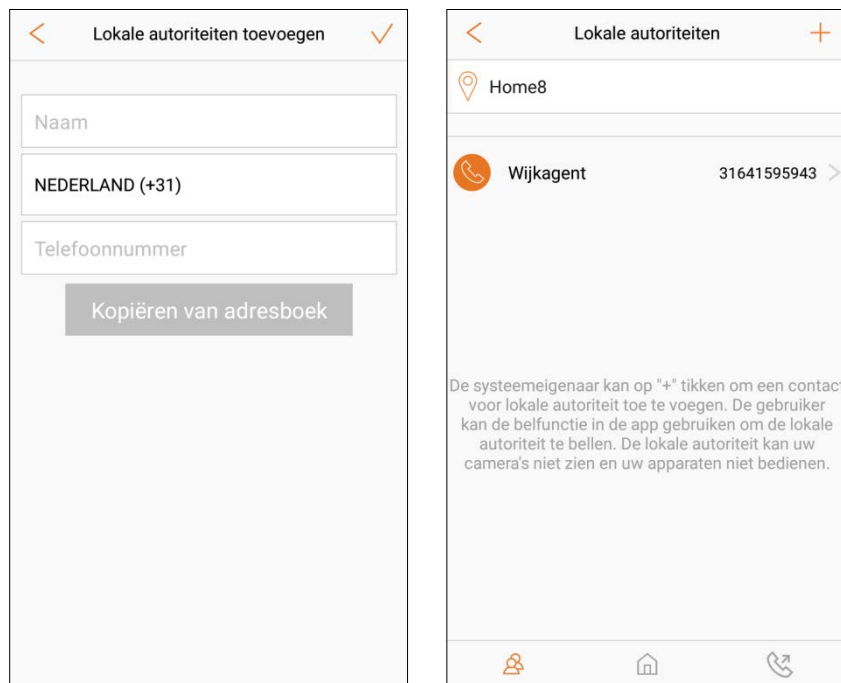 Lokale autoriteiten toevoegen
Naam
NEDERLAND (+31)
Telefoonnummer
Kopiëren van adresboek
Lokale autoriteiten
Home8
Wijkagent 31641595943
De systeemeigenaar kan op "+" tikken om een contact
voor lokale autoriteit toe te voegen. De gebruiker
kan de belfunctie in de app gebruiken om de lokale
autoriteit te bellen. De lokale autoriteit kan uw
camera's niet zien en uw apparaten niet bedienen.